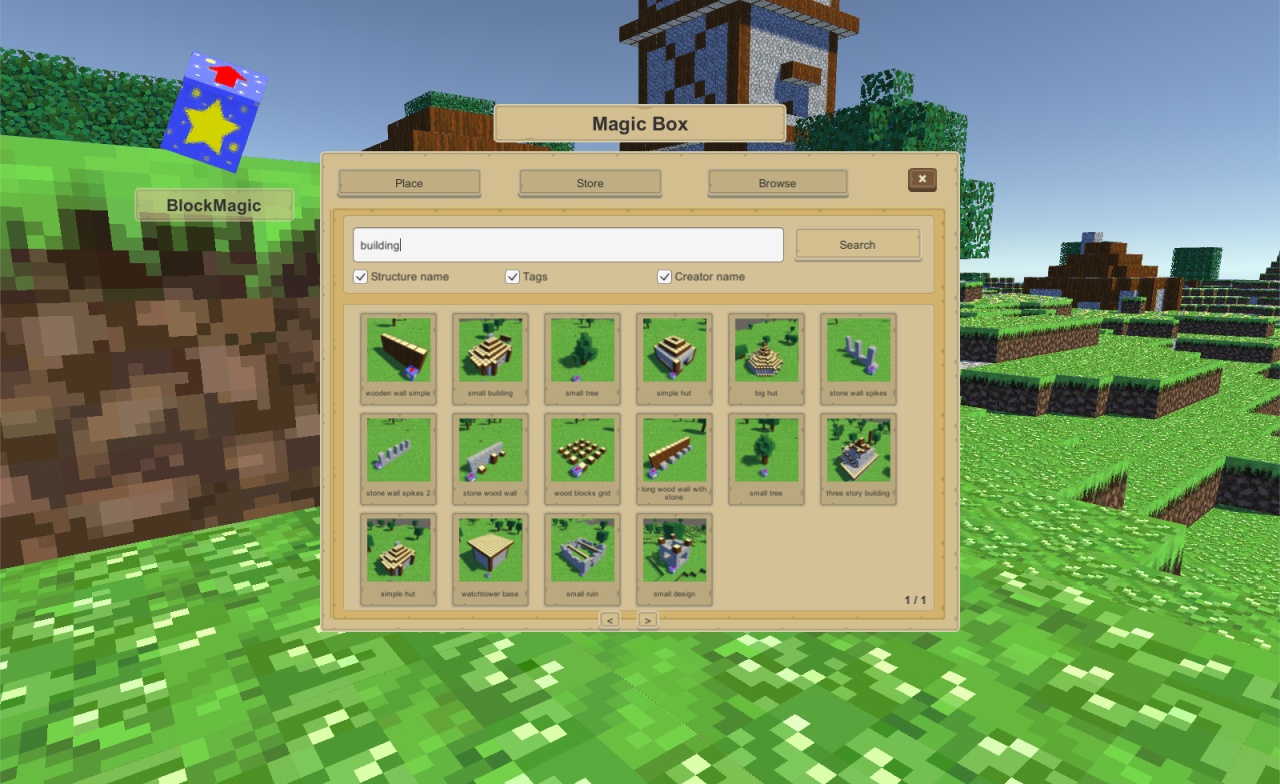 Magic Box
Place
Store
Browse
×
BlockMagic
building
Search
Structure name
Tags
Creator name
wooden wall simple
small building
small tree
simple hut
big hut
stone wall spikes
stone wall spikes 2
stone wood wall
wood blocks grid
long wood wall with
stone
small tree
three story building
simple hut
watchtower base
small ruin
small design
1 / 1
<
>